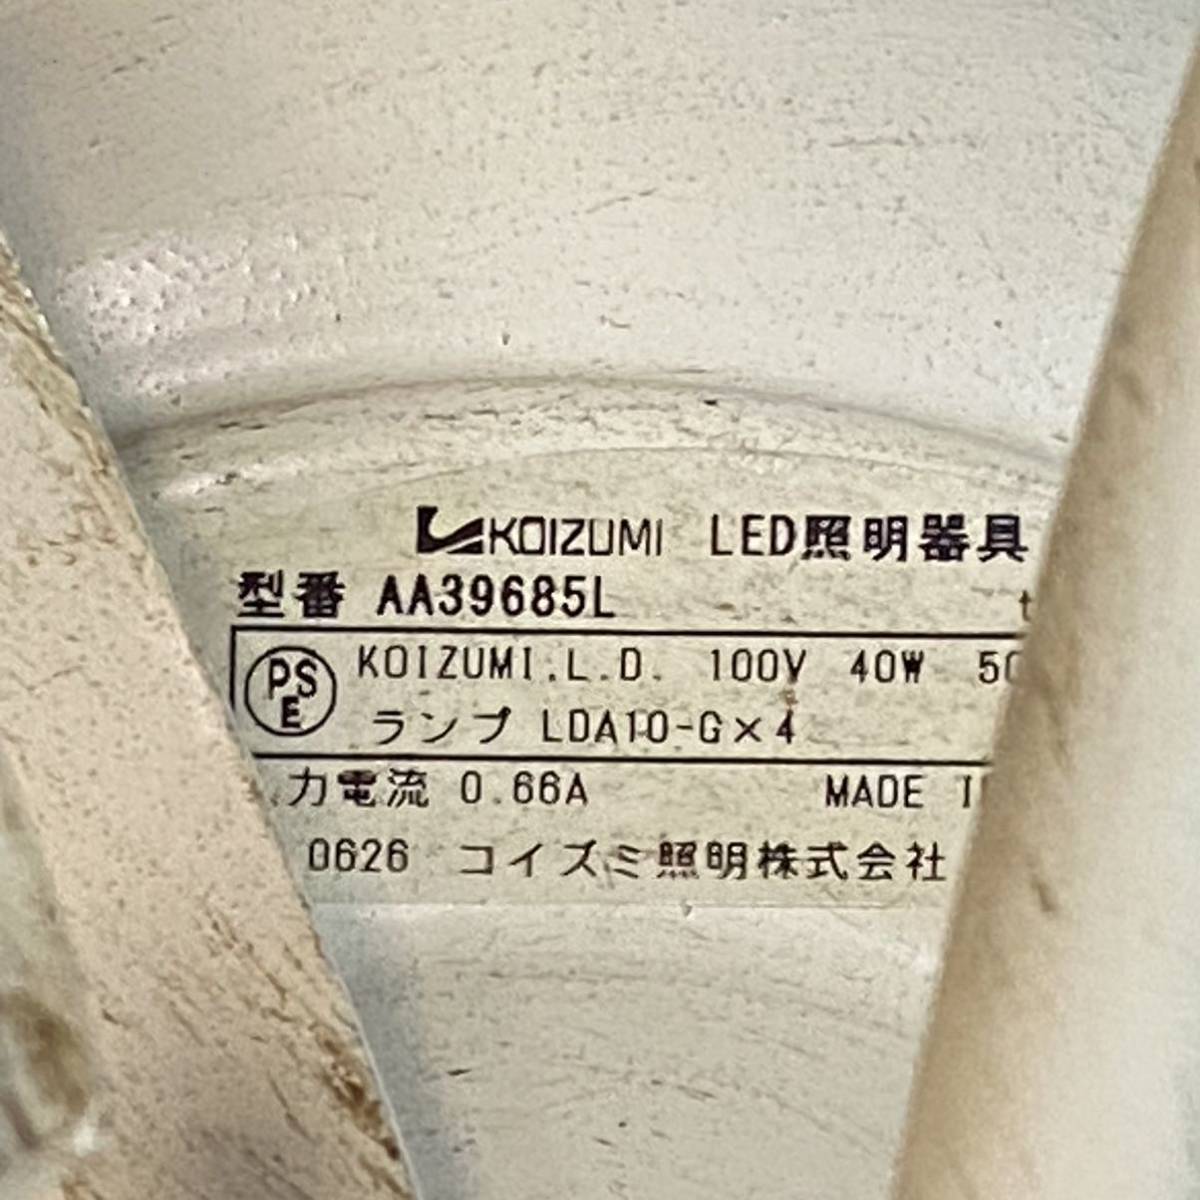 KOIZUMI LED照明器具
型番 AA39685L
PSE KOIZUMI.L.D. 100V 40W
ランプ LDA10-G×4
力電流 0.66A MADE
0626 コイズミ照明株式会社